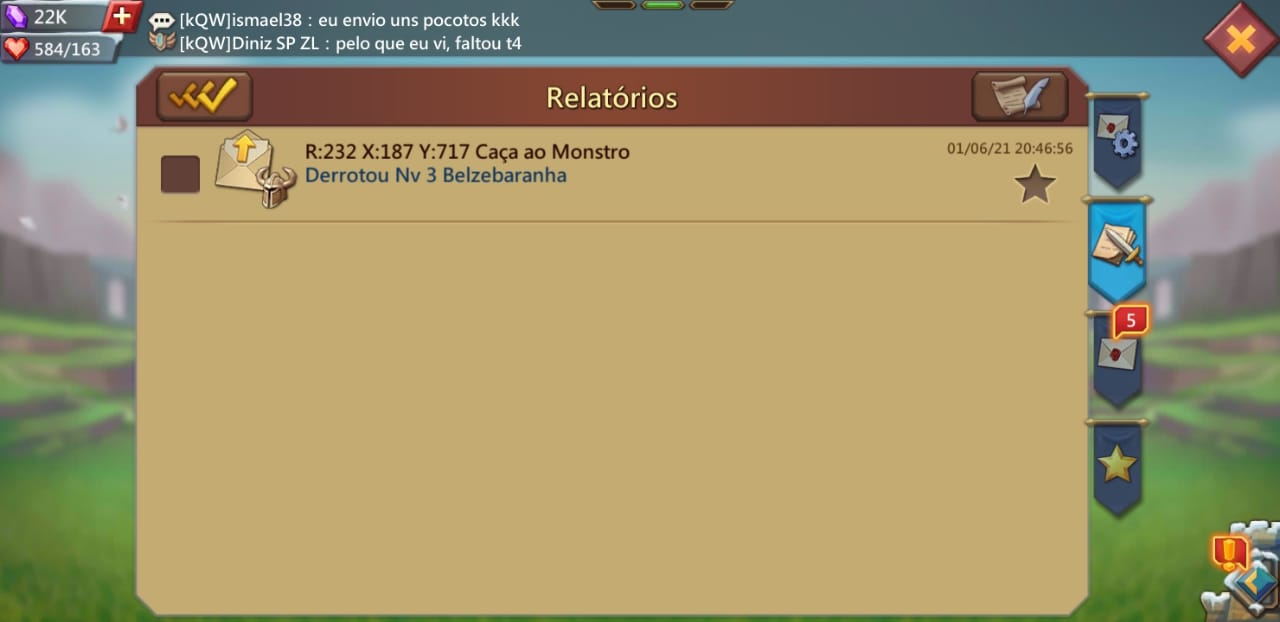 22K
584/163
[kQW]ismael38 : eu envio uns pocotos kkk
[kQW]Diniz SP ZL : pelo que eu vi, faltou t4
Relatórios
R:232 X:187 Y:717 Caça ao Monstro
01/06/21 20:46:56
Derrotou Nv 3 Belzebaranha
5